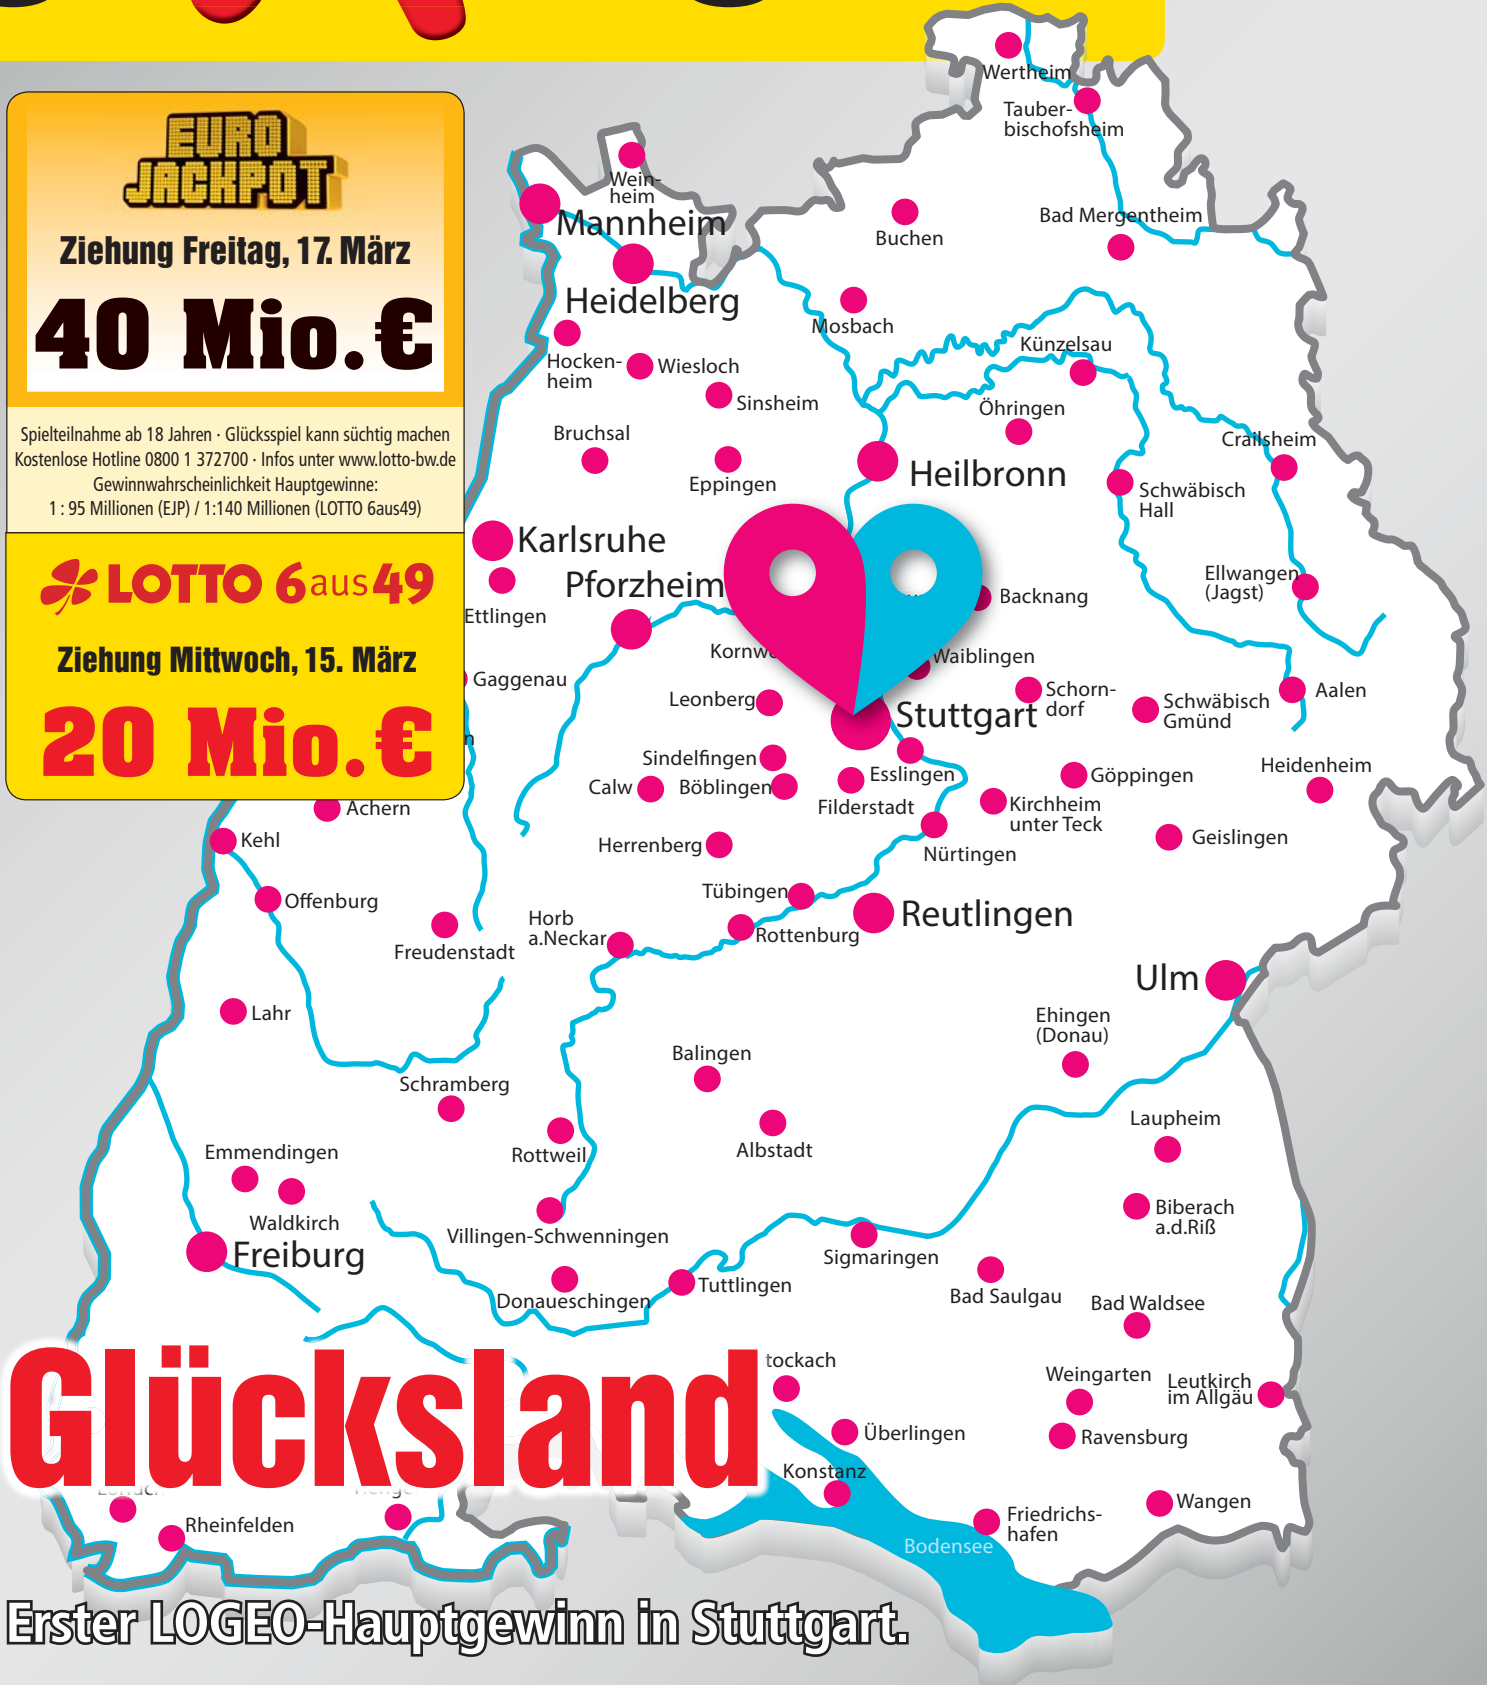 EURO
JACKPOT
Ziehung Freitag, 17. März
40 Mio. €
Spielteilnahme ab 18 Jahren · Glücksspiel kann süchtig machen
Kostenlose Hotline 0800 1 372700 · Infos unter www.lotto-bw.de
Gewinnwahrscheinlichkeit Hauptgewinne:
1 : 95 Millionen (EJP) / 1:140 Millionen (LOTTO 6aus49)
LOTTO 6aus49
Ziehung Mittwoch, 15. März
20 Mio. €
Wertheim
Tauber-
bischofsheim
Wein-
heim
Mannheim
Buchen
Bad Mergentheim
Heidelberg
Mosbach
Künzelsau
Hocken-
heim
Wiesloch
Sinsheim
Öhringen
Bruchsal
Crailsheim
Eppingen
Heilbronn
Schwäbisch
Hall
Karlsruhe
Pforzheim
Ellwangen
(Jagst)
Backnang
Ettlingen
Kornwe
Waiblingen
Gaggenau
Leonberg
Schorn-
dorf
Schwäbisch
Gmünd
Aalen
Stuttgart
Sindelfingen
Esslingen
Göppingen
Heidenheim
Calw
Böblingen
Filderstadt
Kirchheim
unter Teck
Achern
Kehl
Herrenberg
Nürtingen
Geislingen
Tübingen
Offenburg
Horb
a.Neckar
Reutlingen
Rottenburg
Freudenstadt
Ulm
Lahr
Ehingen
(Donau)
Balingen
Schramberg
Laupheim
Rottweil
Albstadt
Emmendingen
Waldkirch
Biberach
a.d.Riß
Villingen-Schwenningen
Freiburg
Sigmaringen
Tuttlingen
Donaueschingen
Bad Saulgau
Bad Waldsee
tockach
Weingarten
Leutkirch
im Allgäu
Glücksland
Überlingen
Ravensburg
Konstanz
Wangen
Friedrichs-
hafen
Rheinfelden
Bodensee
Erster LOGEO-Hauptgewinn in Stuttgart.